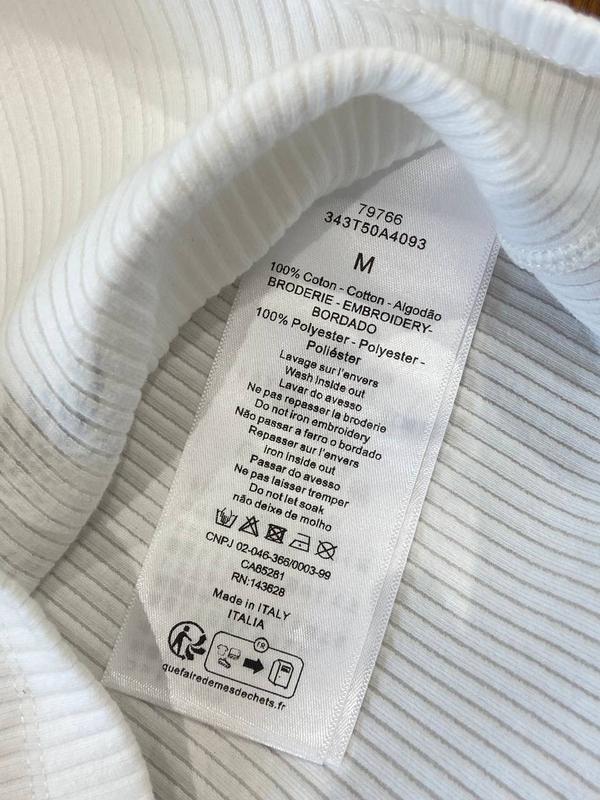 79766
343T50A4093
M
100% Coton - Cotton - Algodão
BRODERIE - EMBROIDERY-
BORDADO
100% Polyester - Polyester -
Poliéster
Lavage sur l'envers
Wash inside out
Lavar do avesso
Ne pas repasser la broderie
Do not iron embroidery
Não passar a farro o bordado
Repasser sur l'envers
Iron inside out
Passar do avesso
Ne pas laisser tremper
Do not let soak
não deixe de molho
CNPJ 02-046-366/0003-99
CA65281
RN:143628
Made in ITALY
ITALIA
FR
quefairedemesdechets.fr